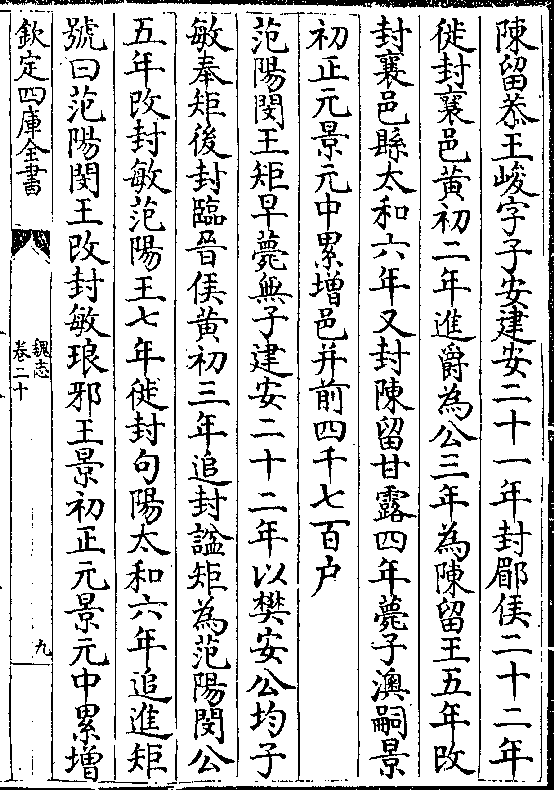 陳留恭王峻字子安建安二十一年封郿侯二十二年
徙封襄邑黃初二年進爵為公三年為陳留王五年改
封襄邑縣太和六年又封陳留甘露四年薨子澳嗣景
初正元景元中累增邑并前四千七百户
范陽閔王矩早薨無子建安二十二年以樊安公均子
敏奉矩後封臨晉侯黃初三年追封諡矩為范陽閔公
五年改封敏范陽王七年徙封句陽太和六年追進矩
號曰范陽閔王改封敏琅邪王景初正元景元中累增
欽定四庫全書
魏志
卷二十
九